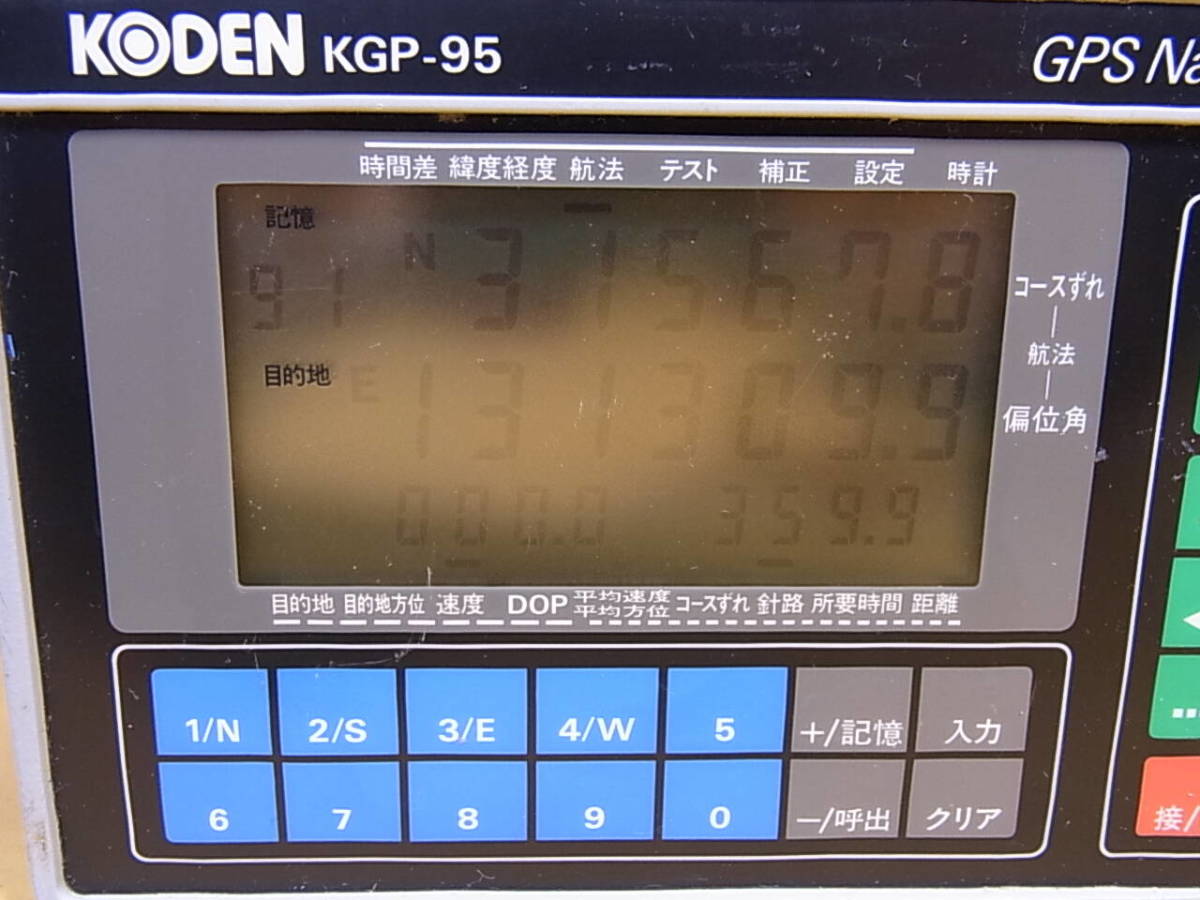 KODEN KGP-95 GPS Na
時間差 緯度経度 航法 テスト 補正 設定 時計
記憶
91 N 31 56 7.8
目的地 E 131 30 9.9
000.0 359.9
コースずれ
航法
偏位角
目的地 目的地方位 速度 DOP 平均速度 平均方位 コースずれ 針路 所要時間 距離
1/N 2/S 3/E 4/W 5 +/記憶 入力
6 7 8 9 0 −/呼出 クリア
接/